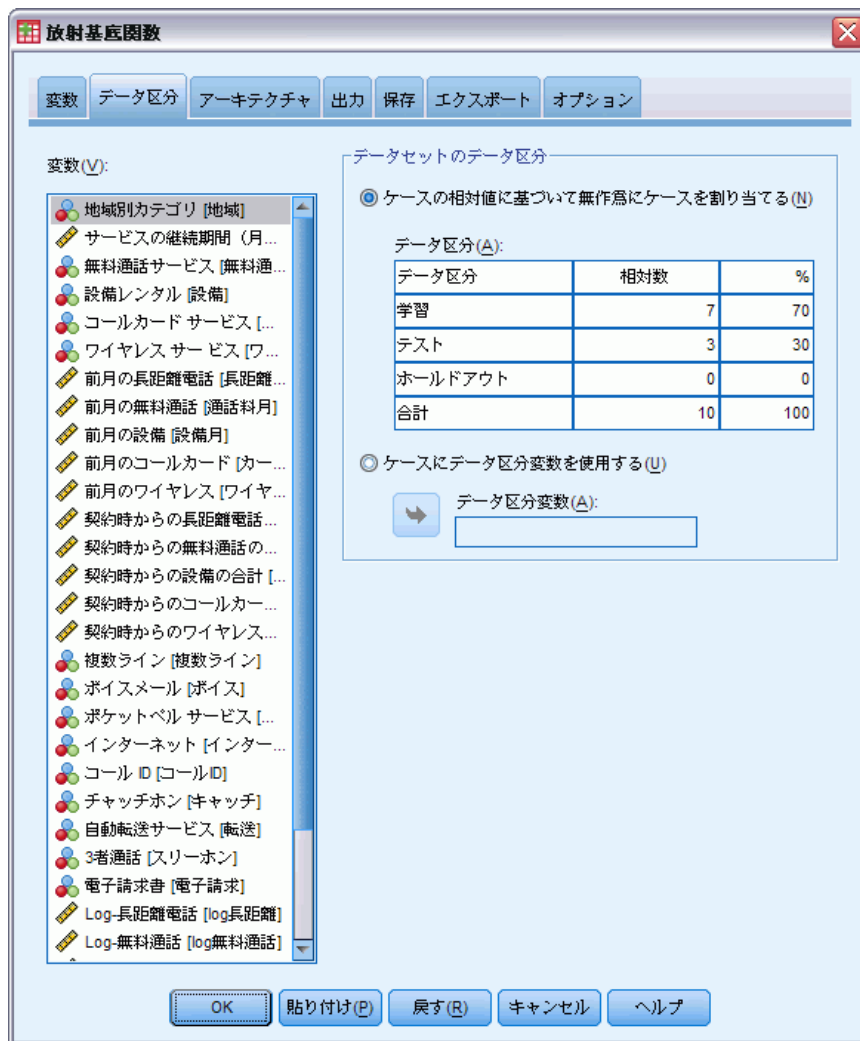 放射基底関数
変数 データ区分 アーキテクチャ 出力 保存 エクスポート オプション
変数(V):
地域別カテゴリ [地域]
サービスの継続期間（月...
無料通話サービス [無料通...
設備レンタル [設備]
コールカード サービス [...
ワイヤレス サー ビス [ワ...
前月の長距離電話 [長距離...
前月の無料通話 [通話料月]
前月の設備 [設備月]
前月のコールカード [カー...
前月のワイヤレス [ワイヤ...
契約時からの長距離電話...
契約時からの無料通話の...
契約時からの設備の合計 [...
契約時からのコールカー...
契約時からのワイヤレス...
複数ライン [複数ライン]
ボイスメール [ボイス]
ポケットベル サービス [...
インターネット [インター...
コール ID [コールID]
チャッチホン [キャッチ]
自動転送サービス [転送]
3者通話 [スリーホン]
電子請求書 [電子請求]
Log-長距離電話 [log長距離]
Log-無料通話 [log無料通話]
データセットのデータ区分
ケースの相対値に基づいて無作為にケースを割り当てる(N)
データ区分(A):
データ区分 相対数 %
学習 7 70
テスト 3 30
ホールドアウト 0 0
合計 10 100
ケースにデータ区分変数を使用する(U)
データ区分変数(A):
OK 貼り付け(P) 戻す(R) キャンセル ヘルプ